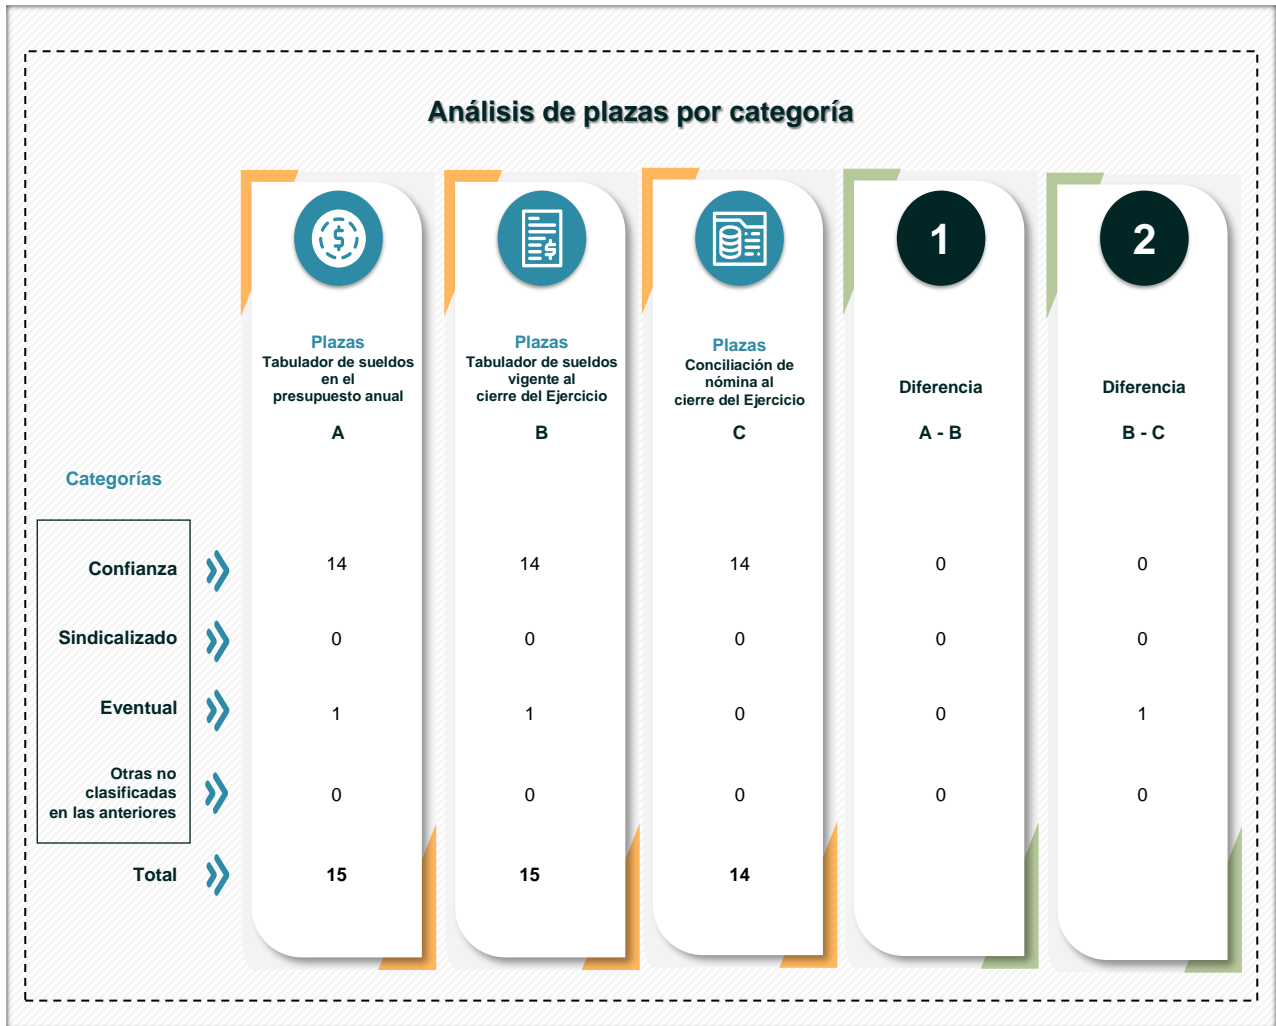 Análisis de plazas por categoría
1
2
Plazas
Tabulador de sueldos
en el
presupuesto anual
A
Plazas
Tabulador de sueldos
vigente al
cierre del Ejercicio
B
Plazas
Conciliación de
nómina al
cierre del Ejercicio
C
Diferencia
A - B
Diferencia
B - C
Categorías
Confianza 14 14 14 0 0
Sindicalizado 0 0 0 0 0
Eventual 1 1 0 0 1
Otras no
clasificadas
en las anteriores 0 0 0 0 0
Total 15 15 14